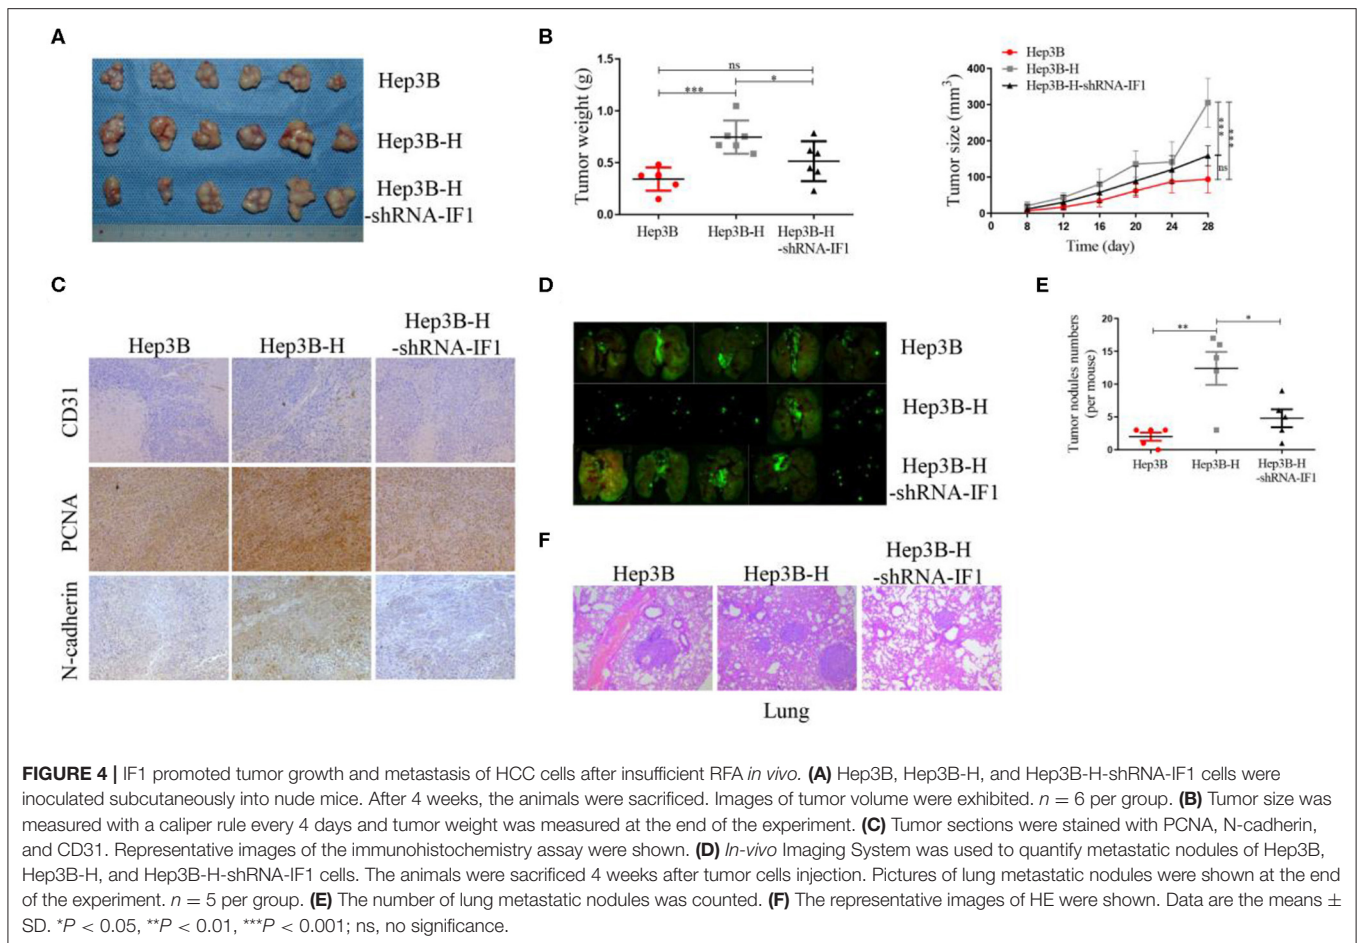 A
Hep3B
Hep3B-H
Hep3B-H
-shRNA-IF1
B
Tumor weight (g)
1.5
1.0
0.5
0.0
ns
***
*
Hep3B
Hep3B-H
Hep3B-H
-shRNA-IF1
Hep3B
Hep3B-H
Hep3B-H-shRNA-IF1
Tumor size (mm3)
400
300
200
100
0
0 8 12 16 20 24 28
Time (day)
***
***
ns
C
Hep3B
Hep3B-H
Hep3B-H
-shRNA-IF1
CD31
PCNA
N-cadherin
D
Hep3B
Hep3B-H
Hep3B-H
-shRNA-IF1
E
Tumor nodules numbers
(per mouse)
20
15
10
5
0
**
*
Hep3B
Hep3B-H
Hep3B-H
-shRNA-IF1
F
Hep3B
Hep3B-H
Hep3B-H
-shRNA-IF1
Lung
FIGURE 4 | IF1 promoted tumor growth and metastasis of HCC cells after insufficient RFA in vivo. (A) Hep3B, Hep3B-H, and Hep3B-H-shRNA-IF1 cells were
inoculated subcutaneously into nude mice. After 4 weeks, the animals were sacrificed. Images of tumor volume were exhibited. n = 6 per group. (B) Tumor size was
measured with a caliper rule every 4 days and tumor weight was measured at the end of the experiment. (C) Tumor sections were stained with PCNA, N-cadherin,
and CD31. Representative images of the immunohistochemistry assay were shown. (D) In-vivo Imaging System was used to quantify metastatic nodules of Hep3B,
Hep3B-H, and Hep3B-H-shRNA-IF1 cells. The animals were sacrificed 4 weeks after tumor cells injection. Pictures of lung metastatic nodules were shown at the end
of the experiment. n = 5 per group. (E) The number of lung metastatic nodules was counted. (F) The representative images of HE were shown. Data are the means ±
SD. *P < 0.05, **P < 0.01, ***P < 0.001; ns, no significance.